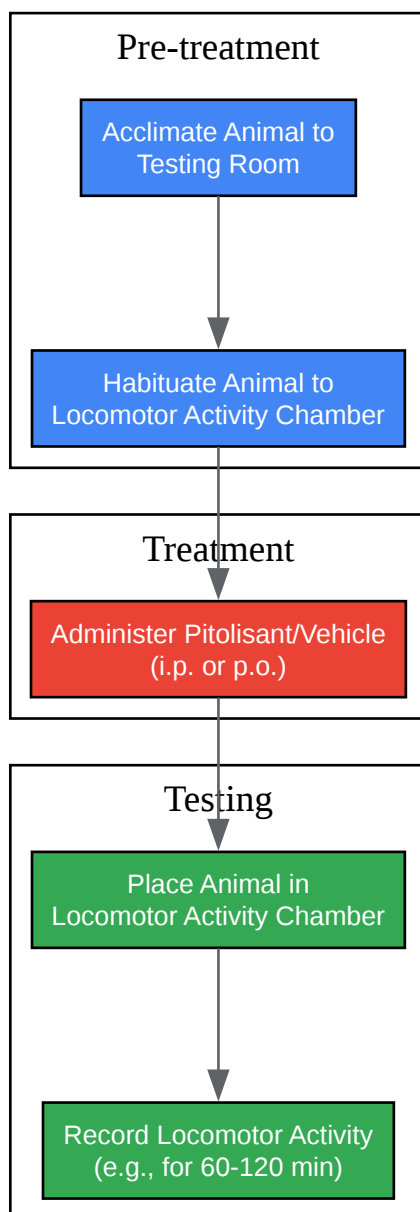 Pre-treatment
Acclimate Animal to
Testing Room
Habituate Animal to
Locomotor Activity Chamber
Treatment
Administer Pitolisant/Vehicle
(i.p. or p.o.)
Testing
Place Animal in
Locomotor Activity Chamber
Record Locomotor Activity
(e.g., for 60-120 min)